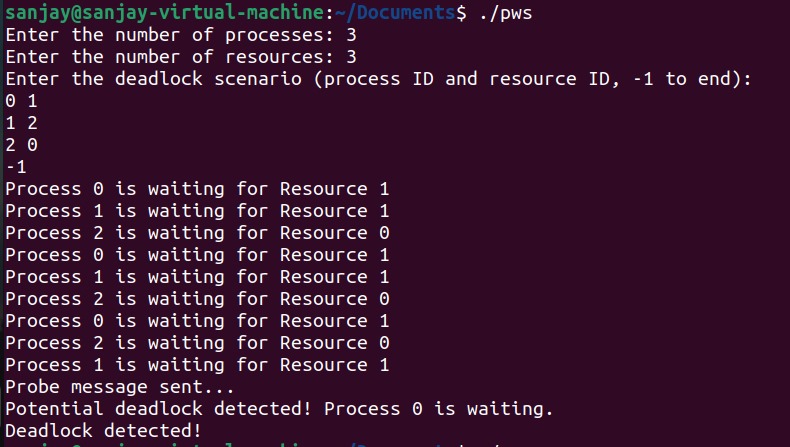 sanjay@sanjay-virtual-machine:~/Documents$ ./pws
Enter the number of processes: 3
Enter the number of resources: 3
Enter the deadlock scenario (process ID and resource ID, -1 to end):
0 1
1 2
2 0
-1
Process 0 is waiting for Resource 1
Process 1 is waiting for Resource 1
Process 2 is waiting for Resource 0
Process 0 is waiting for Resource 1
Process 1 is waiting for Resource 1
Process 2 is waiting for Resource 0
Process 0 is waiting for Resource 1
Process 2 is waiting for Resource 0
Process 1 is waiting for Resource 1
Probe message sent...
Potential deadlock detected! Process 0 is waiting.
Deadlock detected!